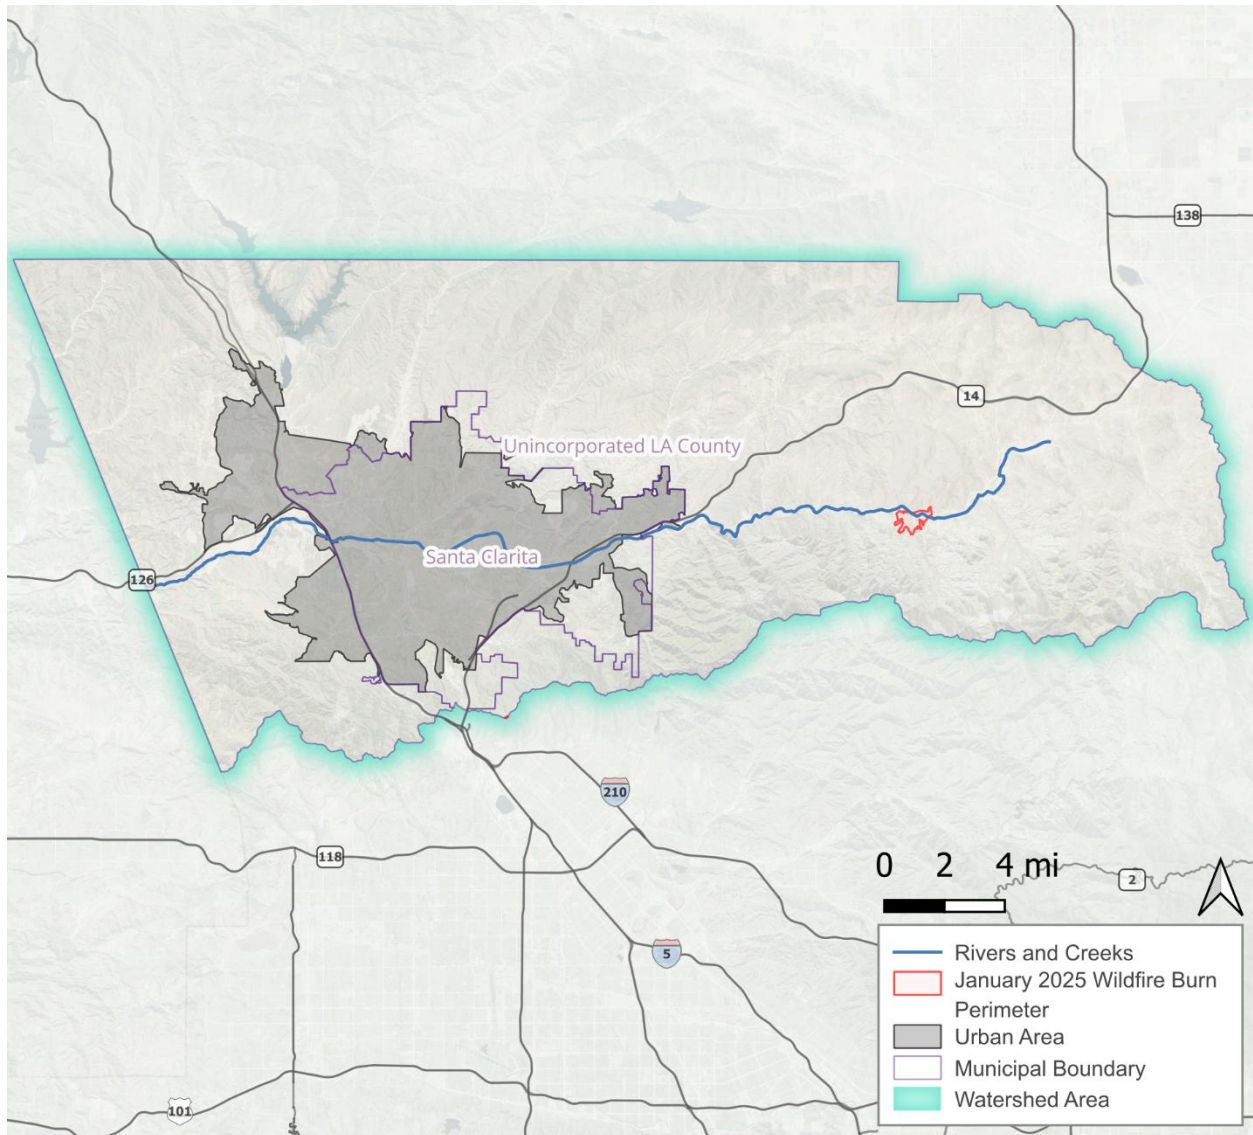 138
14
Unincorporated LA County
Santa Clarita
126
210
118
0 2 4 mi
2
5
101
Rivers and Creeks
January 2025 Wildfire Burn
Perimeter
Urban Area
Municipal Boundary
Watershed Area